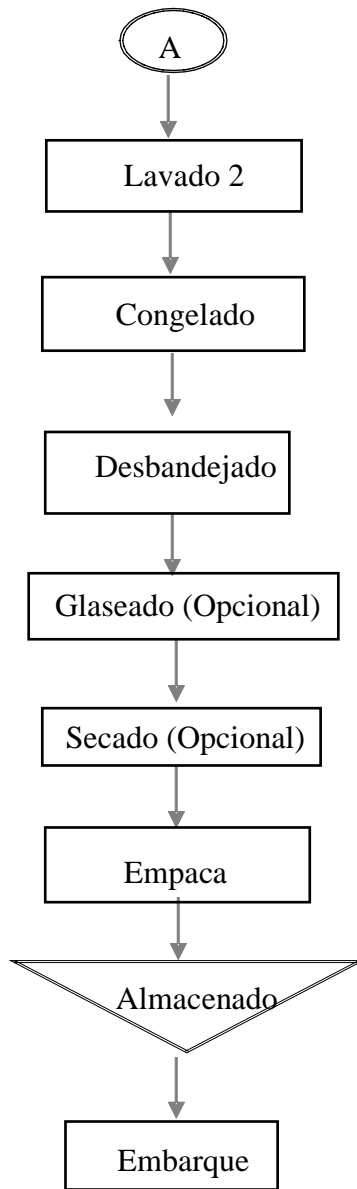 A
Lavado 2
Congelado
Desbandejado
Glaseado (Opcional)
Secado (Opcional)
Empaca
Almacenado
Embarque